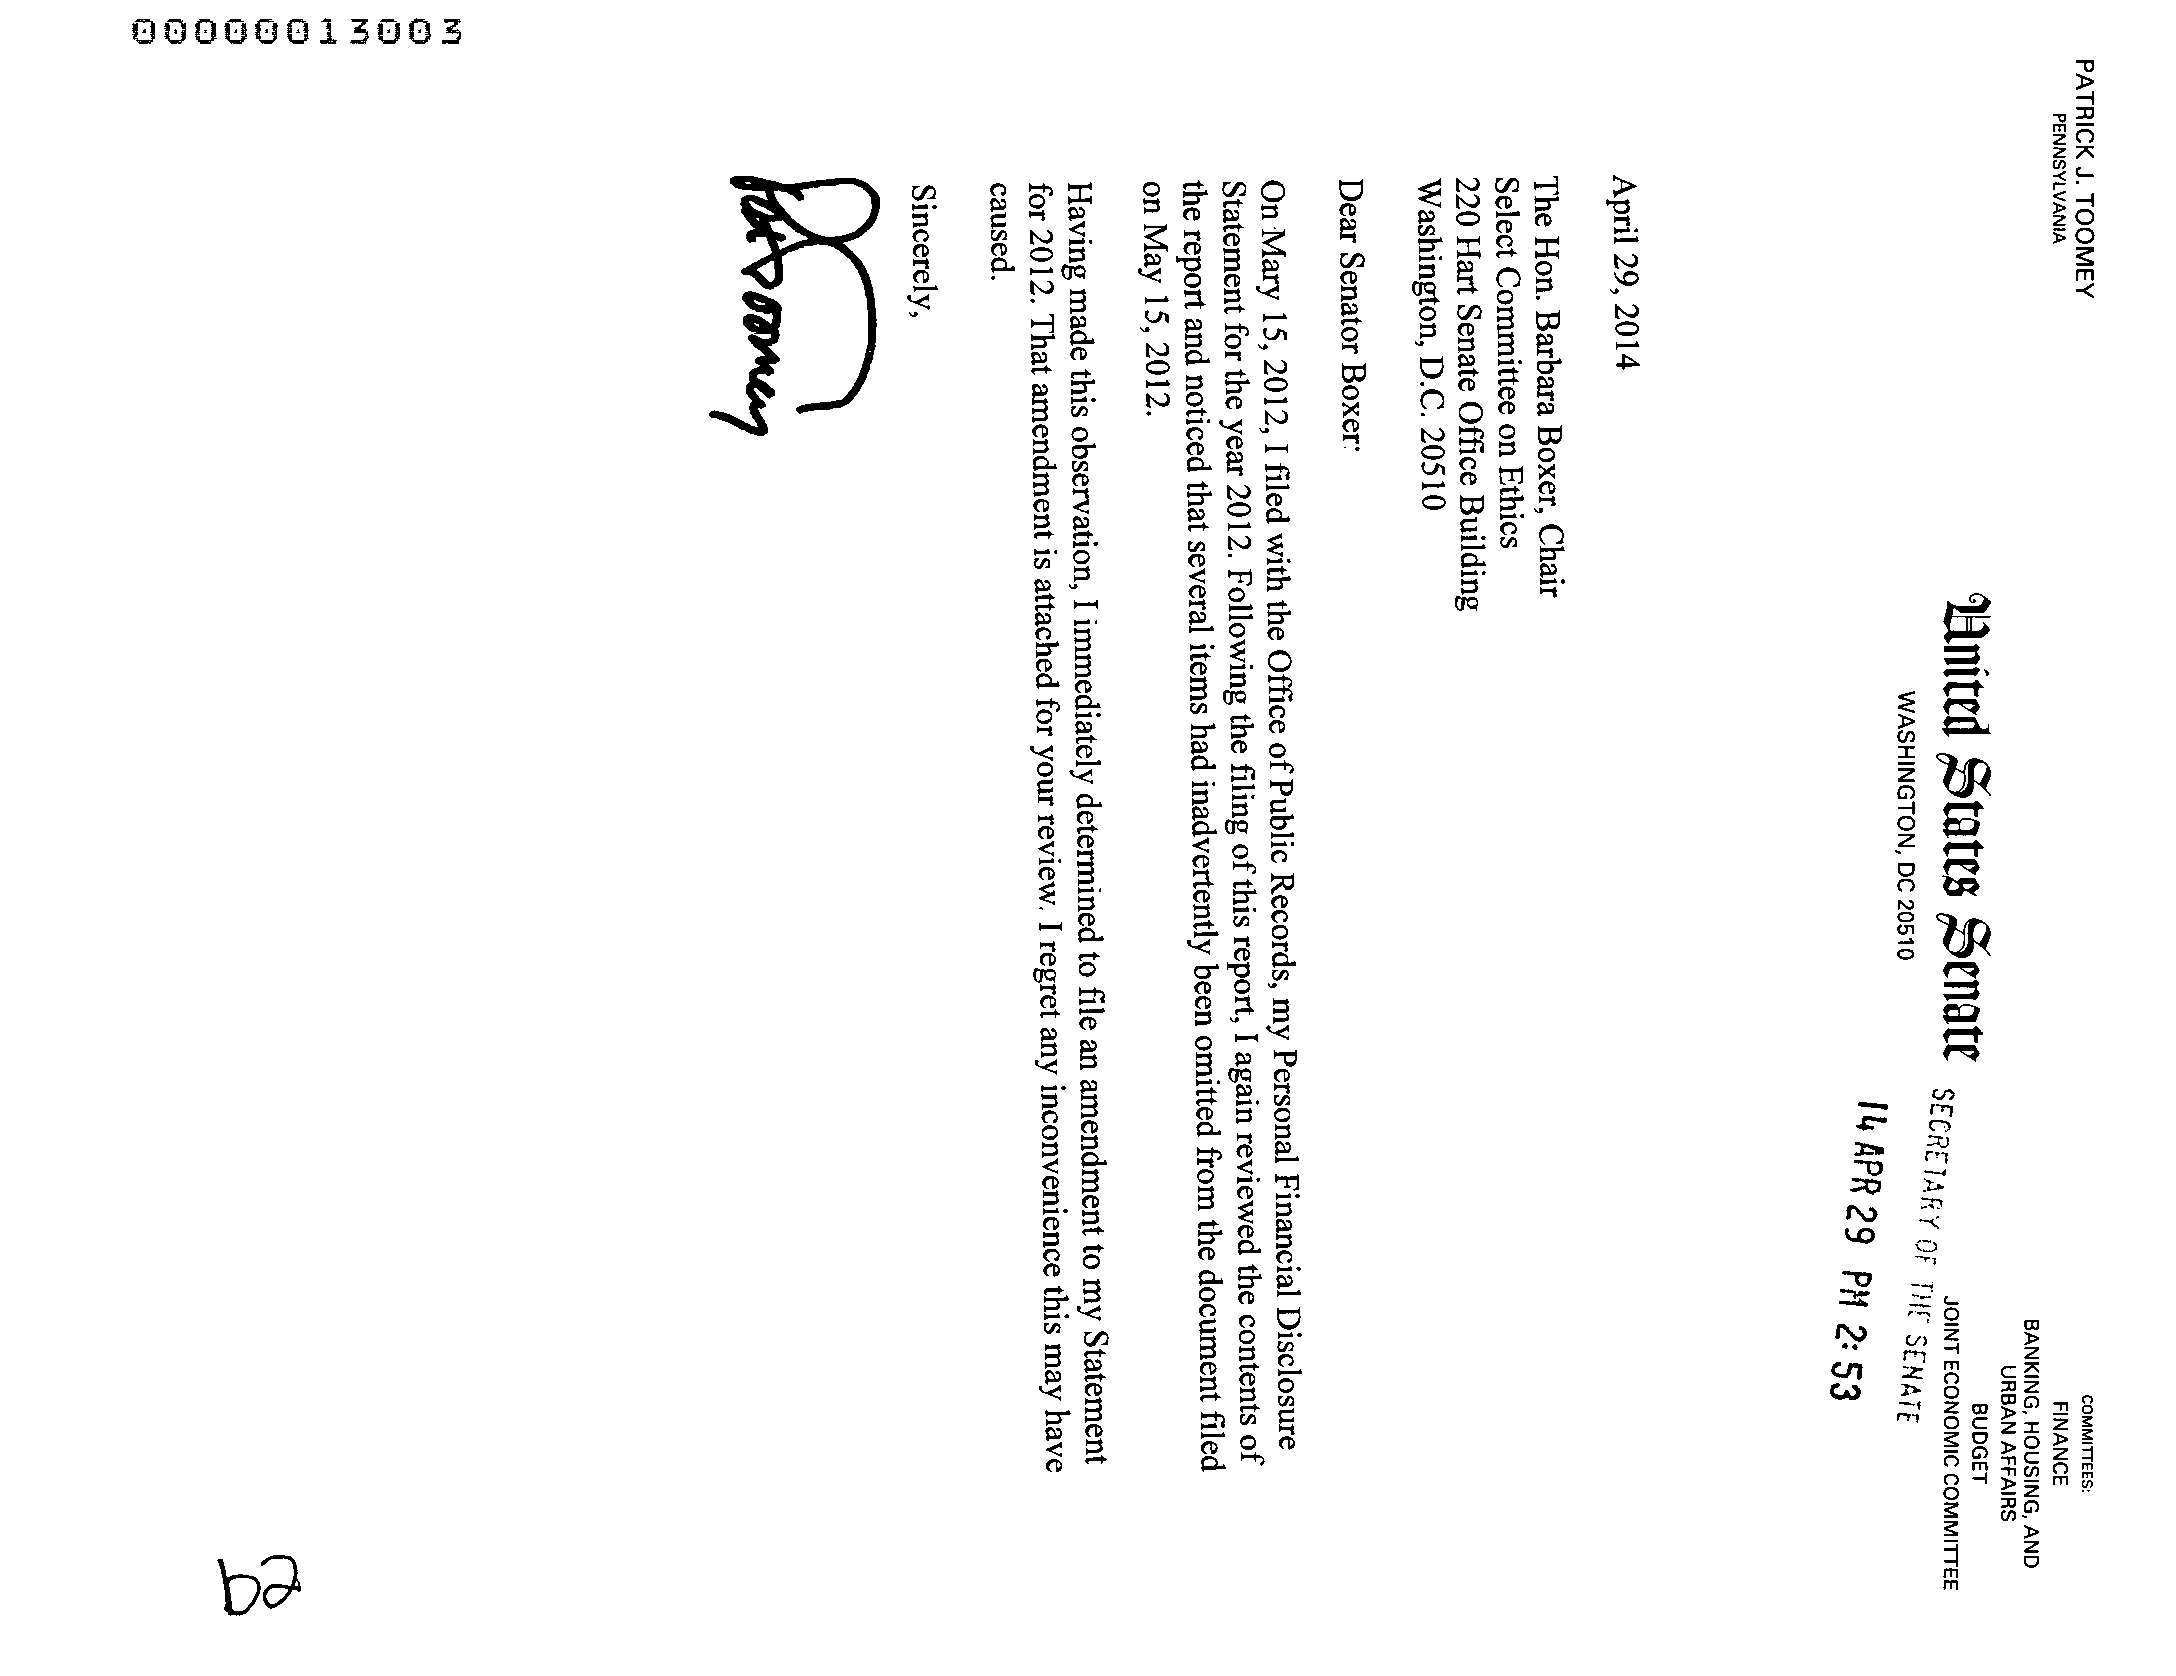 PATRICK J. TOOMEY
PENNSYLVANIA
COMMITTEES:
FINANCE
BANKING, HOUSING, AND
URBAN AFFAIRS
BUDGET
JOINT ECONOMIC COMMITTEE
United States Senate
WASHINGTON, DC 20510
SECRETARY OF THE SENATE
14 APR 29 PM 2:53
April 29, 2014
The Hon. Barbara Boxer, Chair
Select Committee on Ethics
220 Hart Senate Office Building
Washington, D.C. 20510
Dear Senator Boxer:
On Mary 15, 2012, I filed with the Office of Public Records, my Personal Financial Disclosure
Statement for the year 2012. Following the filing of this report, I again reviewed the contents of
the report and noticed that several items had inadvertently been omitted from the document filed
on May 15, 2012.
Having made this observation, I immediately determined to file an amendment to my Statement
for 2012. That amendment is attached for your review. I regret any inconvenience this may have
caused.
Sincerely,
Pat Toomey
00000013003